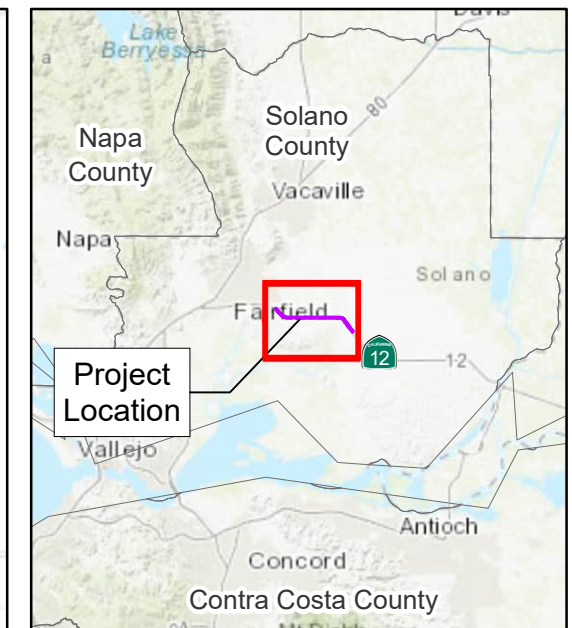 Davis
Lake
Berryessa
a
80
Solano
County
Napa
County
Vacaville
Napa
Solano
Fairfield
CALIFORNIA
12
12
Project
Location
Vallejo
Antioch
Concord
Contra Costa County